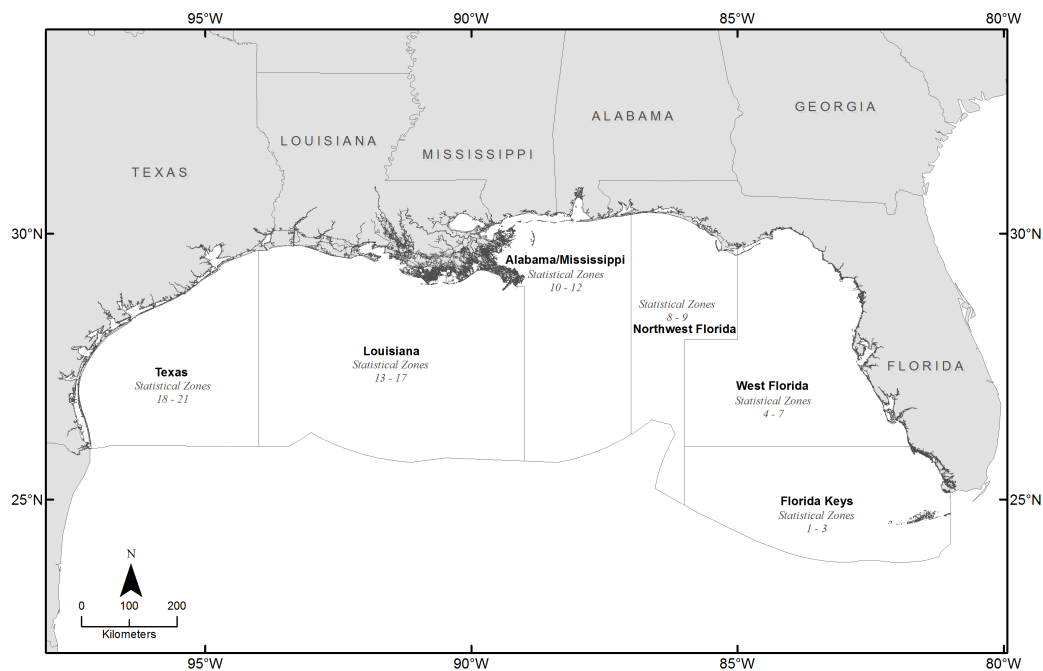 95°W
90°W
85°W
80°W
GEORGIA
ALABAMA
LOUISIANA
MISSISSIPPI
TEXAS
30°N
30°N
Alabama/Mississippi
Statistical Zones
10 - 12
Statistical Zones
8 - 9
Northwest Florida
Louisiana
Statistical Zones
13 - 17
FLORIDA
Texas
Statistical Zones
18 - 21
West Florida
Statistical Zones
4 - 7
25°N
25°N
Florida Keys
Statistical Zones
1 - 3
N
0 100 200
Kilometers
95°W
90°W
85°W
80°W